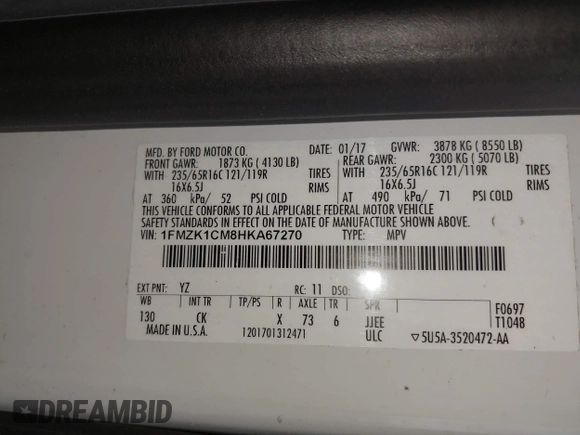 MFD. BY FORD MOTOR CO. DATE: 01/17 GVWR: 3878 KG ( 8550 LB)
FRONT GAWR: 1873 KG ( 4130 LB) REAR GAWR: 2300 KG ( 5070 LB)
WITH 235/65R16C 121/119R TIRES WITH 235/65R16C 121/119R TIRES
16X6.5J RIMS 16X6.5J RIMS
AT 360 kPa/ 52 PSI COLD AT 490 kPa/ 71 PSI COLD
THIS VEHICLE CONFORMS TO ALL APPLICABLE FEDERAL MOTOR VEHICLE
SAFETY STANDARDS IN EFFECT ON THE DATE OF MANUFACTURE SHOWN ABOVE ( )
VIN: 1FMZK1CM8HKA67270 TYPE: MPV
EXT PNT: YZ RC: 11 DSO:
WB INT TR TP/PS R AXLE TR SPR F0697
130 CK X 73 6 JJEE T1048
MADE IN U.S.A. 1201701312471 ULC ▽5U5A-3520472-AA
DREAMBID